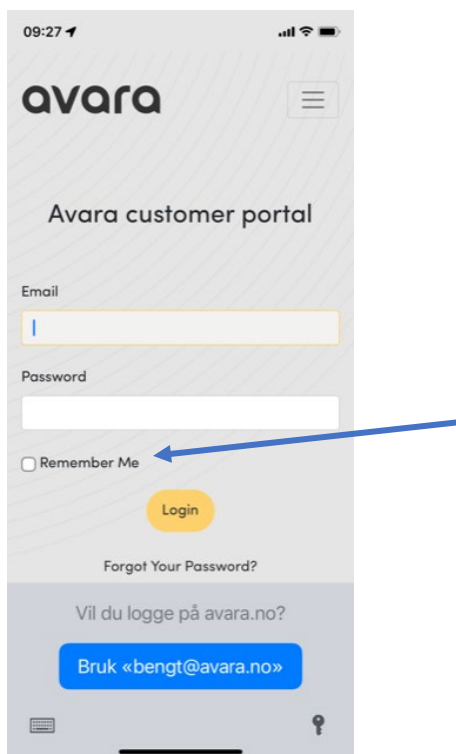 09:27
avara
Avara customer portal
Email
Password
Remember Me
Login
Forgot Your Password?
Vil du logge på avara.no?
Bruk «bengt@avara.no»